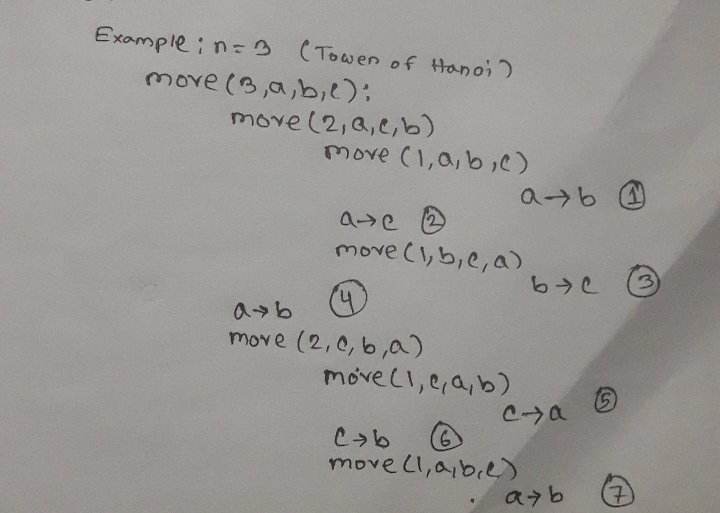 Example: n=3 (Tower of Hanoi)
move(3,a,b,c):
move(2,a,c,b)
move(1,a,b,c)
a→b ①
a→c ②
move(1,b,c,a)
b→c ③
a→b ④
move(2,c,b,a)
move(1,c,a,b)
c→a ⑤
c→b ⑥
move(1,a,b,c)
a→b ⑦